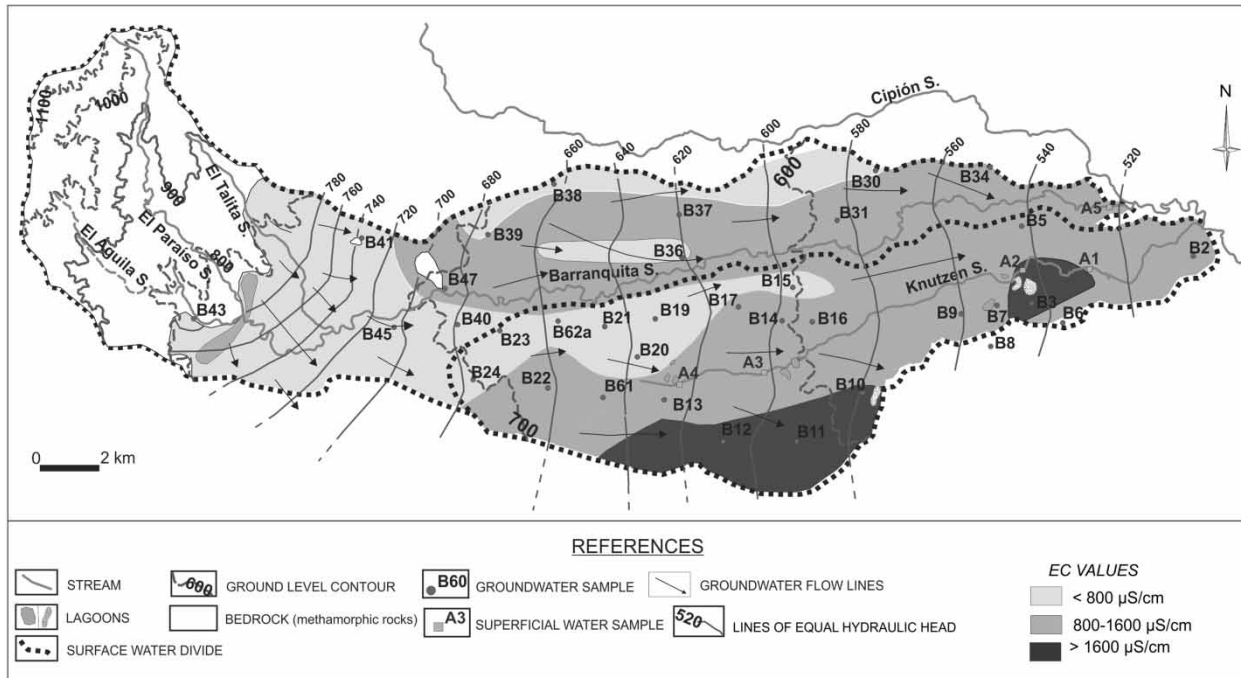 Cipión S.
N
1100
1000
El Talita S.
900
El Paraíso S.
800
El Águila S.
780
760
740
720
700
680
660
640
620
600
600
580
560
540
520
B38
B37
B30
B34
B31
B5
A5
B41
B39
B36
B2
B47
Barranquita S.
Knutzen S.
A2
A1
B43
B45
B40
B23
B62a
B21
B19
B17
B15
B14
B16
B9
B7
B3
B6
B8
B20
B24
B22
B61
A4
A3
B10
B13
B12
B11
700
0 2 km
REFERENCES
STREAM
600
GROUND LEVEL CONTOUR
B60
GROUNDWATER SAMPLE
GROUNDWATER FLOW LINES
LAGOONS
BEDROCK (methamorphic rocks)
A3
SUPERFICIAL WATER SAMPLE
520
LINES OF EQUAL HYDRAULIC HEAD
SURFACE WATER DIVIDE
EC VALUES
< 800 µS/cm
800-1600 µS/cm
> 1600 µS/cm